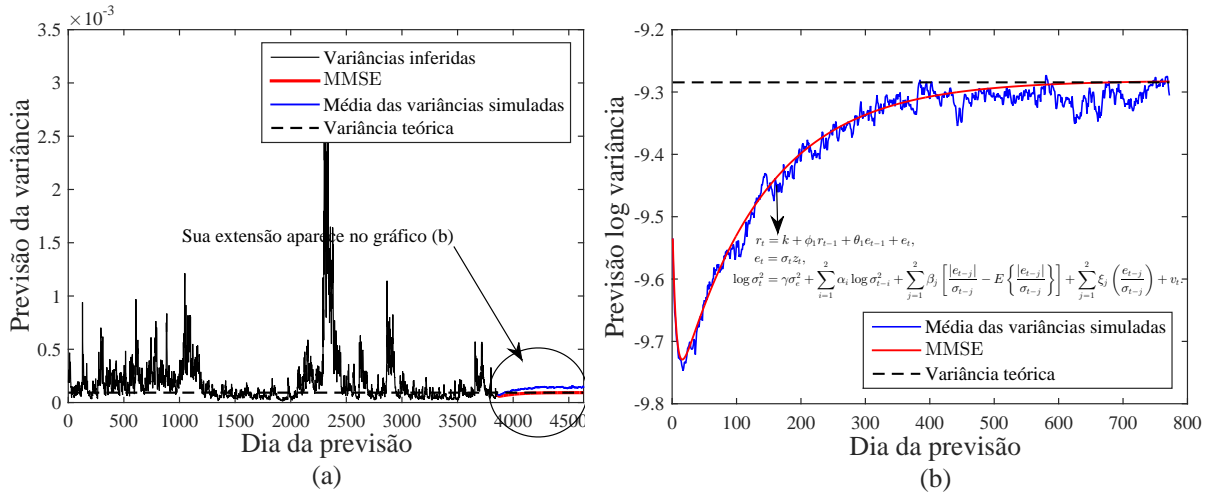 ×10^-3
(a)
3.5
3
2.5
2
1.5
1
0.5
0
Previsão da variância
Variâncias inferidas
MMSE
Média das variâncias simuladas
Variância teórica
Sua extensão aparece no gráfico (b)
0 500 1000 1500 2000 2500 3000 3500 4000 4500
Dia da previsão
(a)
(b)
-9.2
-9.3
-9.4
-9.5
-9.6
-9.7
-9.8
Previsão log variância
r_t = k + ϕ_1 r_{t−1} + θ_1 e_{t−1} + e_t,
e_t = σ_t z_t,
log σ_t^2 = γσ_e^2 + ∑_{i=1}^{2} α_i log σ_{t−i}^2 + ∑_{j=1}^{2} β_j [ |e_{t−j}|/σ_{t−j} − E { |e_{t−j}|/σ_{t−j} } ] + ∑_{j=1}^{2} ξ_j ( e_{t−j}/σ_{t−j} ) + v_t.
Média das variâncias simuladas
MMSE
Variância teórica
0 100 200 300 400 500 600 700 800
Dia da previsão
(b)